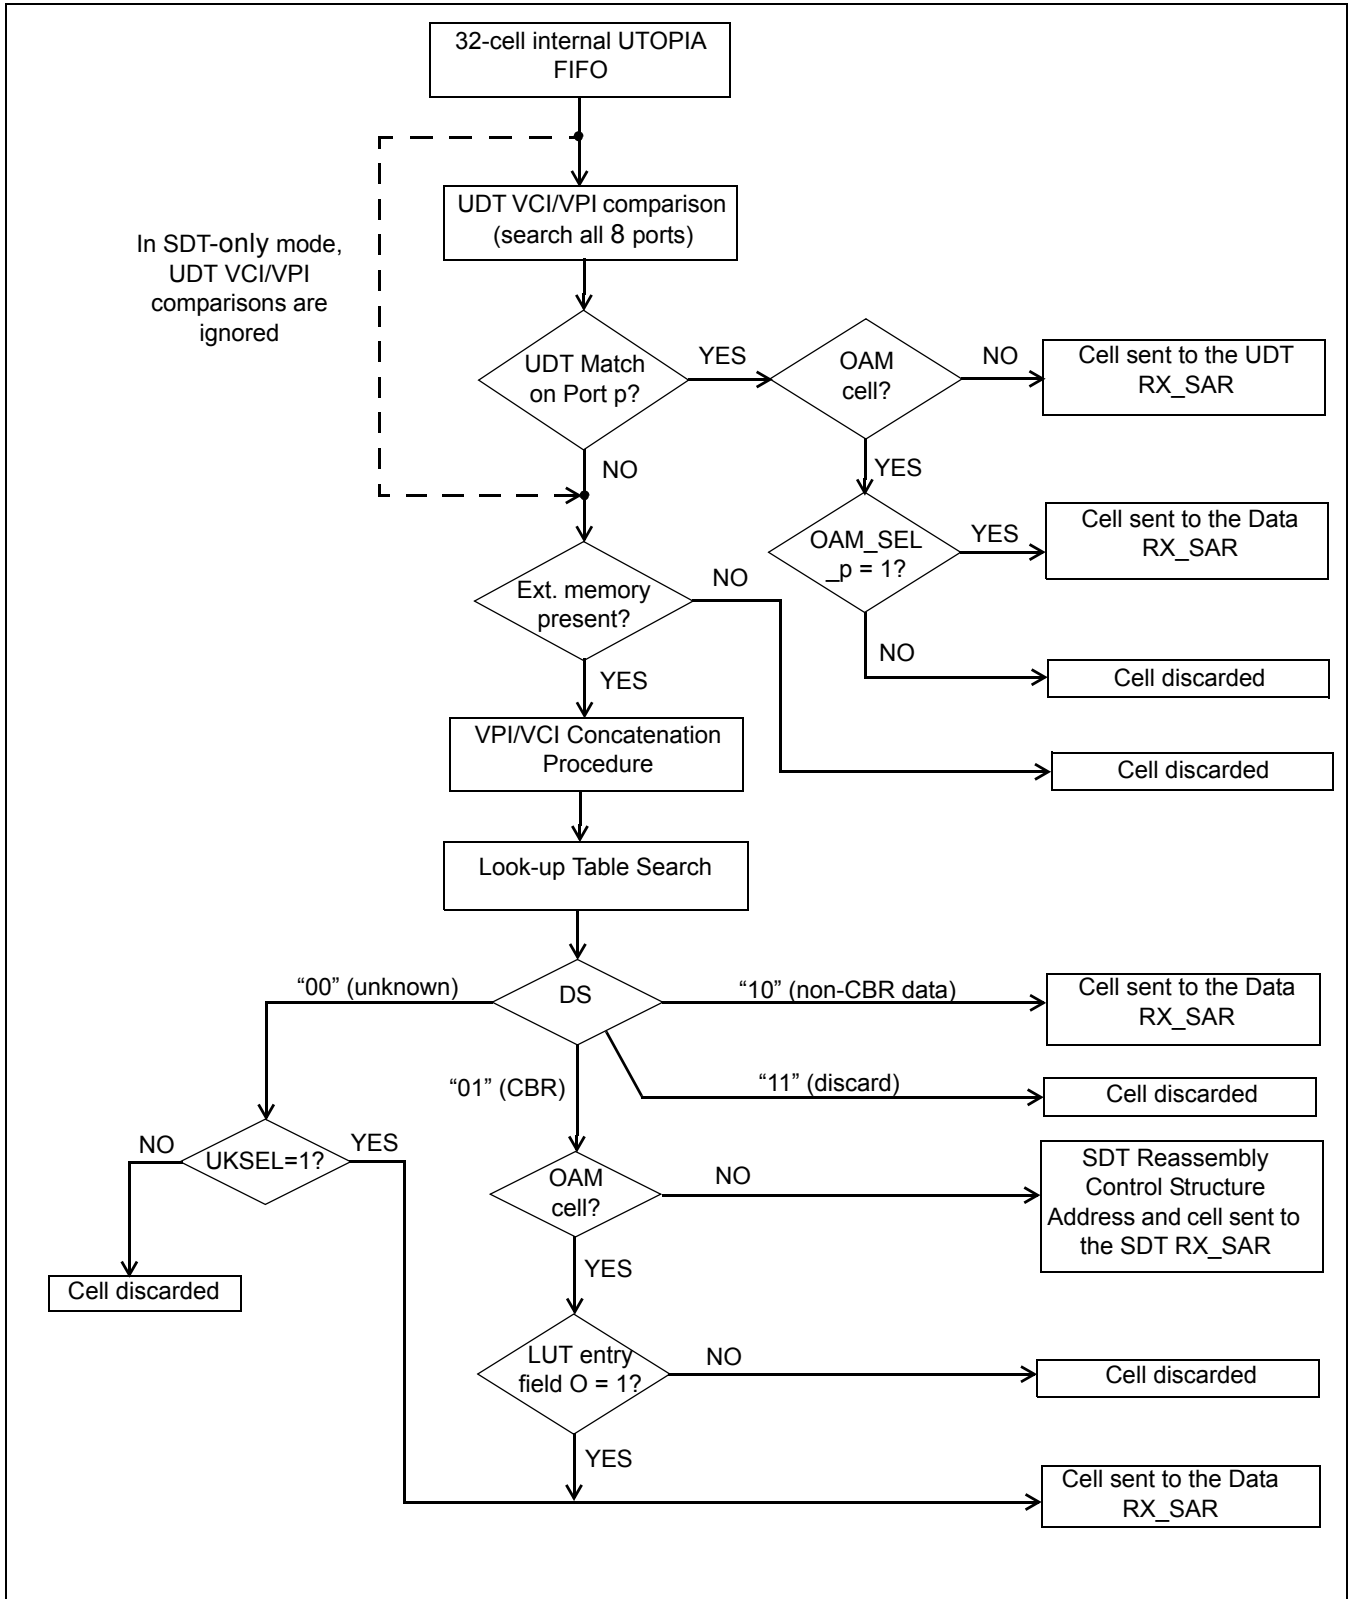 32-cell internal UTOPIA
FIFO
UDT VCI/VPI comparison
(search all 8 ports)
In SDT-only mode,
UDT VCI/VPI
comparisons are
ignored
UDT Match
on Port p?
YES
OAM
cell?
NO
Cell sent to the UDT
RX_SAR
NO
YES
OAM_SEL
_p = 1?
YES
Cell sent to the Data
RX_SAR
Ext. memory
present?
NO
NO
Cell discarded
YES
VPI/VCI Concatenation
Procedure
Cell discarded
Look-up Table Search
“00” (unknown)
DS
“10” (non-CBR data)
Cell sent to the Data
RX_SAR
“01” (CBR)
“11” (discard)
Cell discarded
NO
UKSEL=1?
YES
OAM
cell?
NO
SDT Reassembly
Control Structure
Address and cell sent to
the SDT RX_SAR
YES
Cell discarded
LUT entry
field O = 1?
NO
Cell discarded
YES
Cell sent to the Data
RX_SAR